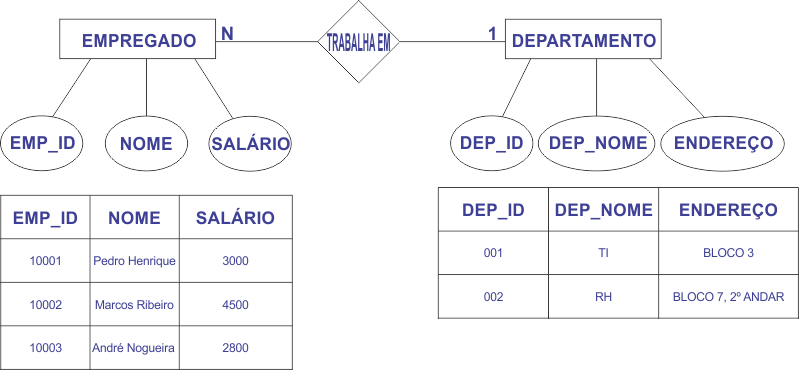 EMPREGADO N TRABALHA EM 1 DEPARTAMENTO
EMP_ID NOME SALÁRIO
DEP_ID DEP_NOME ENDEREÇO
EMP_ID NOME SALÁRIO
10001 Pedro Henrique 3000
10002 Marcos Ribeiro 4500
10003 André Nogueira 2800
DEP_ID DEP_NOME ENDEREÇO
001 TI BLOCO 3
002 RH BLOCO 7, 2º ANDAR